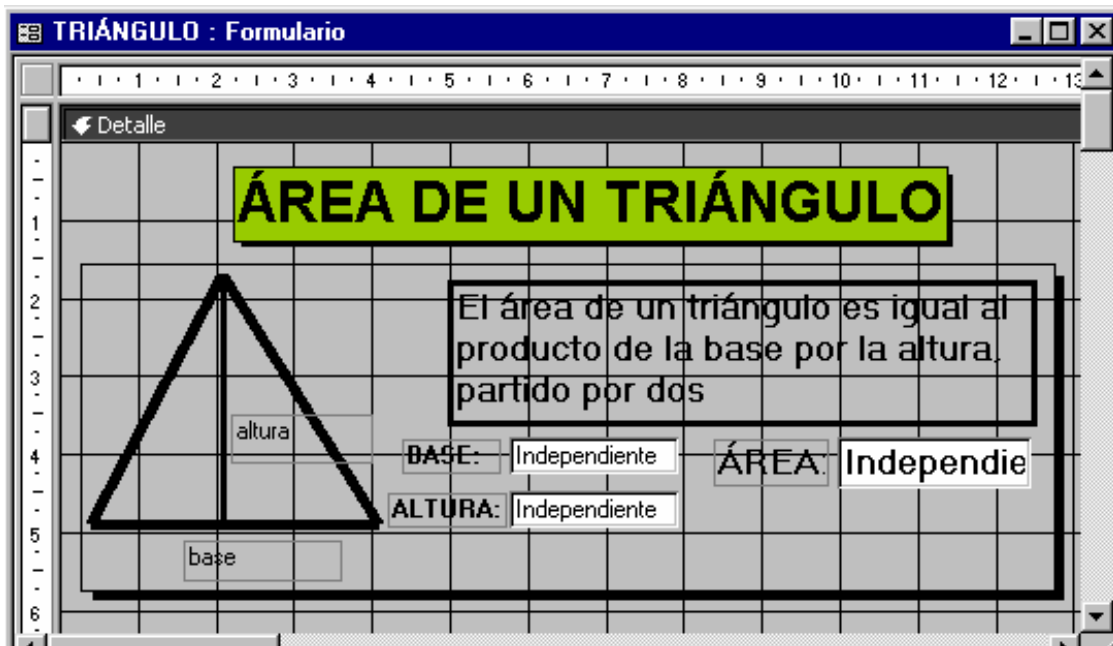 TRIÁNGULO : Formulario
1 2 3 4 5 6 7 8 9 10 11 12 13
Detalle
ÁREA DE UN TRIÁNGULO
1
2
El área de un triángulo es igual al
producto de la base por la altura,
partido por dos
3
altura
4
BASE: Independiente ÁREA: Independie
ALTURA: Independiente
5
base
6